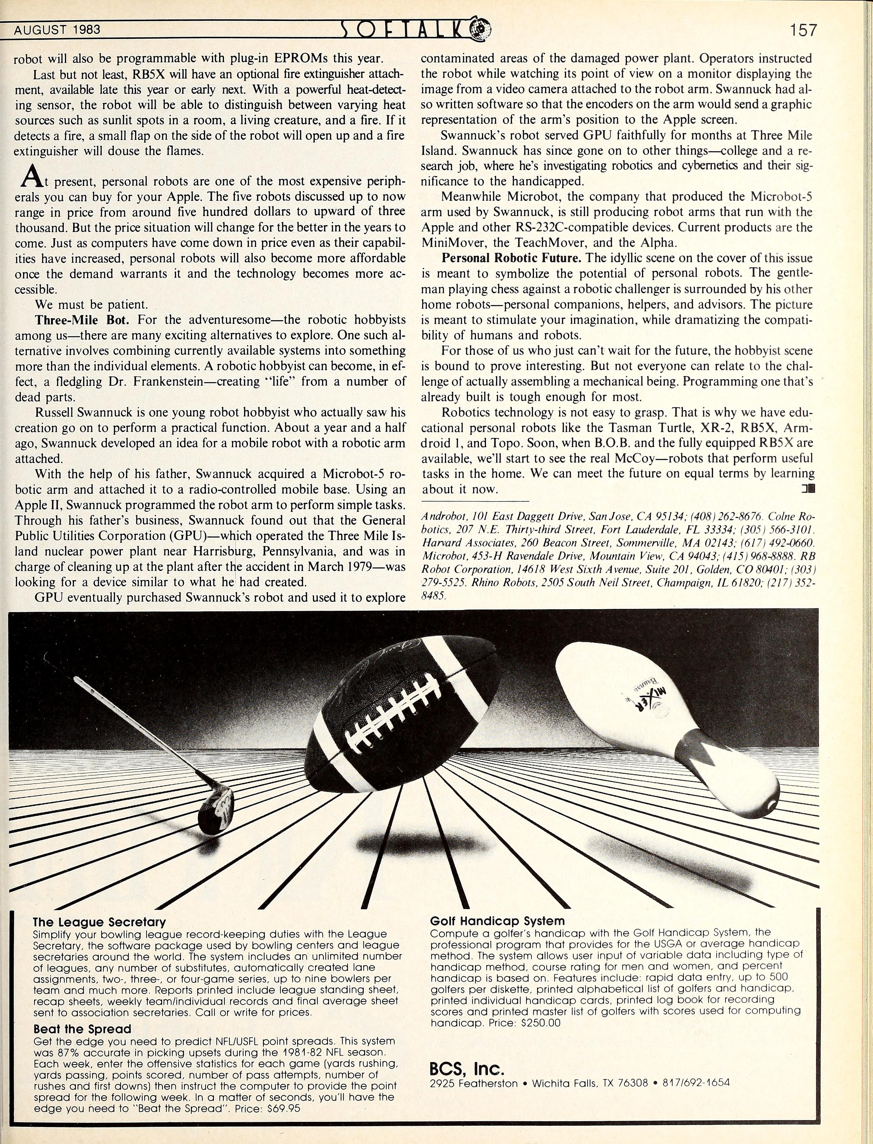 AUGUST 1983
SOFTALK
157
robot will also be programmable with plug-in EPROMs this year.
Last but not least, RB5X will have an optional fire extinguisher attach-
ment, available late this year or early next. With a powerful heat-detect-
ing sensor, the robot will be able to distinguish between varying heat
sources such as sunlit spots in a room, a living creature, and a fire. If it
detects a fire, a small flap on the side of the robot will open up and a fire
extinguisher will douse the flames.
At present, personal robots are one of the most expensive periph-
erals you can buy for your Apple. The five robots discussed up to now
range in price from around five hundred dollars to upward of three
thousand. But the price situation will change for the better in the years to
come. Just as computers have come down in price even as their capabil-
ities have increased, personal robots will also become more affordable
once the demand warrants it and the technology becomes more ac-
cessible.
We must be patient.
Three-Mile Bot. For the adventuresome—the robotic hobbyists
among us—there are many exciting alternatives to explore. One such al-
ternative involves combining currently available systems into something
more than the individual elements. A robotic hobbyist can become, in ef-
fect, a fledgling Dr. Frankenstein—creating "life" from a number of
dead parts.
Russell Swannuck is one young robot hobbyist who actually saw his
creation go on to perform a practical function. About a year and a half
ago, Swannuck developed an idea for a mobile robot with a robotic arm
attached.
With the help of his father, Swannuck acquired a Microbot-5 ro-
botic arm and attached it to a radio-controlled mobile base. Using an
Apple II, Swannuck programmed the robot arm to perform simple tasks.
Through his father's business, Swannuck found out that the General
Public Utilities Corporation (GPU)—which operated the Three Mile Is-
land nuclear power plant near Harrisburg, Pennsylvania, and was in
charge of cleaning up at the plant after the accident in March 1979—was
looking for a device similar to what he had created.
GPU eventually purchased Swannuck's robot and used it to explore
contaminated areas of the damaged power plant. Operators instructed
the robot while watching its point of view on a monitor displaying the
image from a video camera attached to the robot arm. Swannuck had al-
so written software so that the encoders on the arm would send a graphic
representation of the arm's position to the Apple screen.
Swannuck's robot served GPU faithfully for months at Three Mile
Island. Swannuck has since gone on to other things—college and a re-
search job, where he's investigating robotics and cybernetics and their sig-
nificance to the handicapped.
Meanwhile Microbot, the company that produced the Microbot-5
arm used by Swannuck, is still producing robot arms that run with the
Apple and other RS-232C-compatible devices. Current products are the
MiniMover, the TeachMover, and the Alpha.
Personal Robotic Future. The idyllic scene on the cover of this issue
is meant to symbolize the potential of personal robots. The gentle-
man playing chess against a robotic challenger is surrounded by his other
home robots—personal companions, helpers, and advisors. The picture
is meant to stimulate your imagination, while dramatizing the compati-
bility of humans and robots.
For those of us who just can't wait for the future, the hobbyist scene
is bound to prove interesting. But not everyone can relate to the chal-
lenge of actually assembling a mechanical being. Programming one that's
already built is tough enough for most.
Robotics technology is not easy to grasp. That is why we have edu-
cational personal robots like the Tasman Turtle, XR-2, RB5X, Arm-
droid 1, and Topo. Soon, when B.O.B. and the fully equipped RB5X are
available, we'll start to see the real McCoy—robots that perform useful
tasks in the home. We can meet the future on equal terms by learning
about it now.
Androbot, 101 East Daggett Drive, San Jose, CA 95134; (408) 262-8676. Colne Ro-
botics, 207 N.E. Thirty-third Street, Fort Lauderdale, FL 33334; (305) 566-3101.
Harvard Associates, 260 Beacon Street, Sommerville, MA 02143; (617) 492-0660.
Microbot, 453-H Ravendale Drive, Mountain View, CA 94043; (415) 968-8888. RB
Robot Corporation, 14618 West Sixth Avenue, Suite 201, Golden, CO 80401; (303)
279-5525. Rhino Robots, 2505 South Neil Street, Champaign, IL 61820; (217) 352-
8485.
MIXER
The League Secretary
Simplify your bowling league record-keeping duties with the League
Secretary, the software package used by bowling centers and league
secretaries around the world. The system includes an unlimited number
of leagues, any number of substitutes, automatically created lane
assignments, two-, three-, or four-game series, up to nine bowlers per
team and much more. Reports printed include league standing sheet,
recap sheets, weekly team/individual records and final average sheet
sent to association secretaries. Call or write for prices.
Beat the Spread
Get the edge you need to predict NFL/USFL point spreads. This system
was 87% accurate in picking upsets during the 1981-82 NFL season.
Each week, enter the offensive statistics for each game (yards rushing,
yards passing, points scored, number of pass attempts, number of
rushes and first downs) then instruct the computer to provide the point
spread for the following week. In a matter of seconds, you'll have the
edge you need to "Beat the Spread". Price: $69.95
Golf Handicap System
Compute a golfer's handicap with the Golf Handicap System, the
professional program that provides for the USGA or average handicap
method. The system allows user input of variable data including type of
handicap method, course rating for men and women, and percent
handicap is based on. Features include: rapid data entry, up to 500
golfers per diskette, printed alphabetical list of golfers and handicap,
printed individual handicap cards, printed log book for recording
scores and printed master list of golfers with scores used for computing
handicap. Price: $250.00
BCS, Inc.
2925 Featherston • Wichita Falls, TX 76308 • 817/692-1654